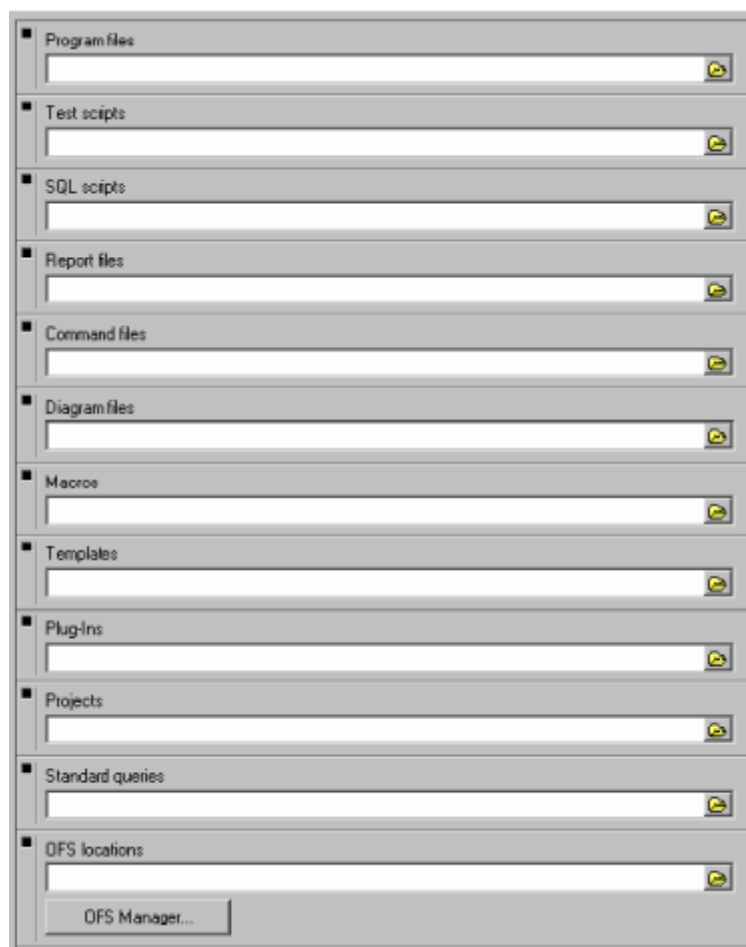 Program files
Test scripts
SQL scripts
Report files
Command files
Diagram files
Macros
Templates
Plug-Ins
Projects
Standard queries
OFS locations
OFS Manager...